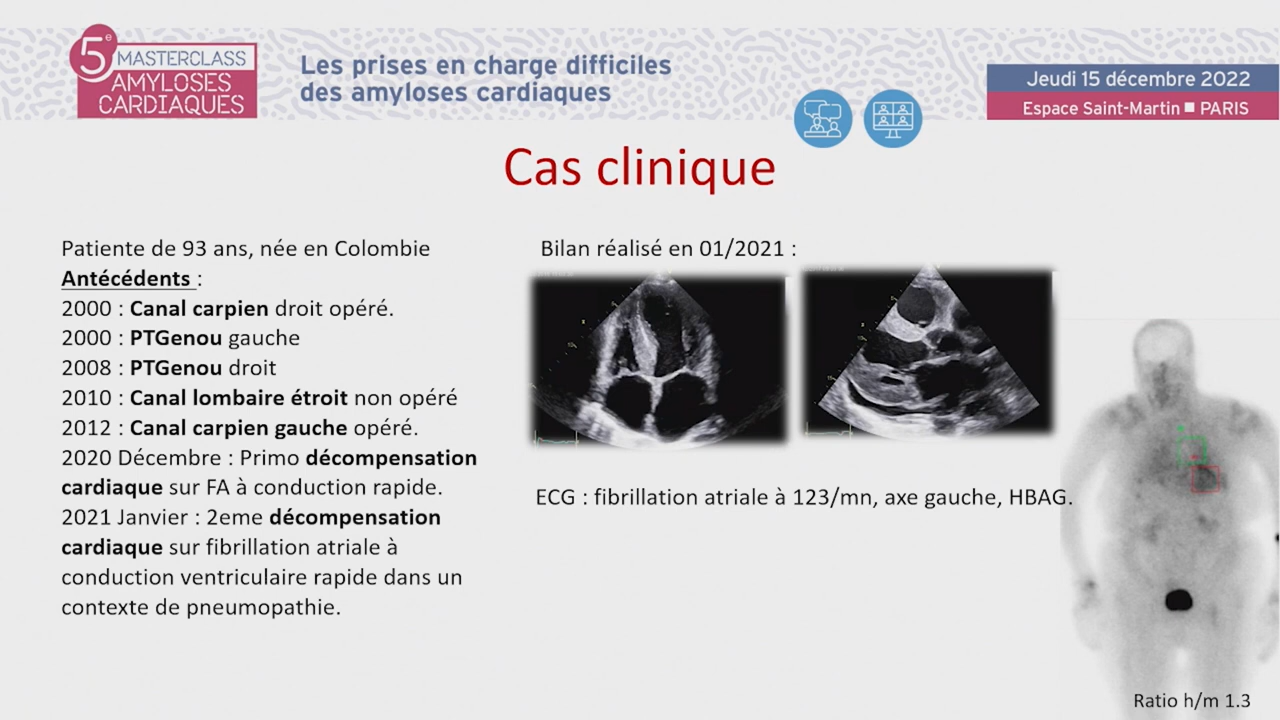 5e
MASTERCLASS
AMYLOSES
CARDIAQUES
Les prises en charge difficiles
des amyloses cardiaques
Jeudi 15 décembre 2022
Espace Saint-Martin ■ PARIS
Cas clinique
Patiente de 93 ans, née en Colombie
Antécédents :
2000 : Canal carpien droit opéré.
2000 : PTGenou gauche
2008 : PTGenou droit
2010 : Canal lombaire étroit non opéré
2012 : Canal carpien gauche opéré.
2020 Décembre : Primo décompensation
cardiaque sur FA à conduction rapide.
2021 Janvier : 2eme décompensation
cardiaque sur fibrillation atriale à
conduction ventriculaire rapide dans un
contexte de pneumopathie.
Bilan réalisé en 01/2021 :
ECG : fibrillation atriale à 123/mn, axe gauche, HBAG.
Ratio h/m 1.3